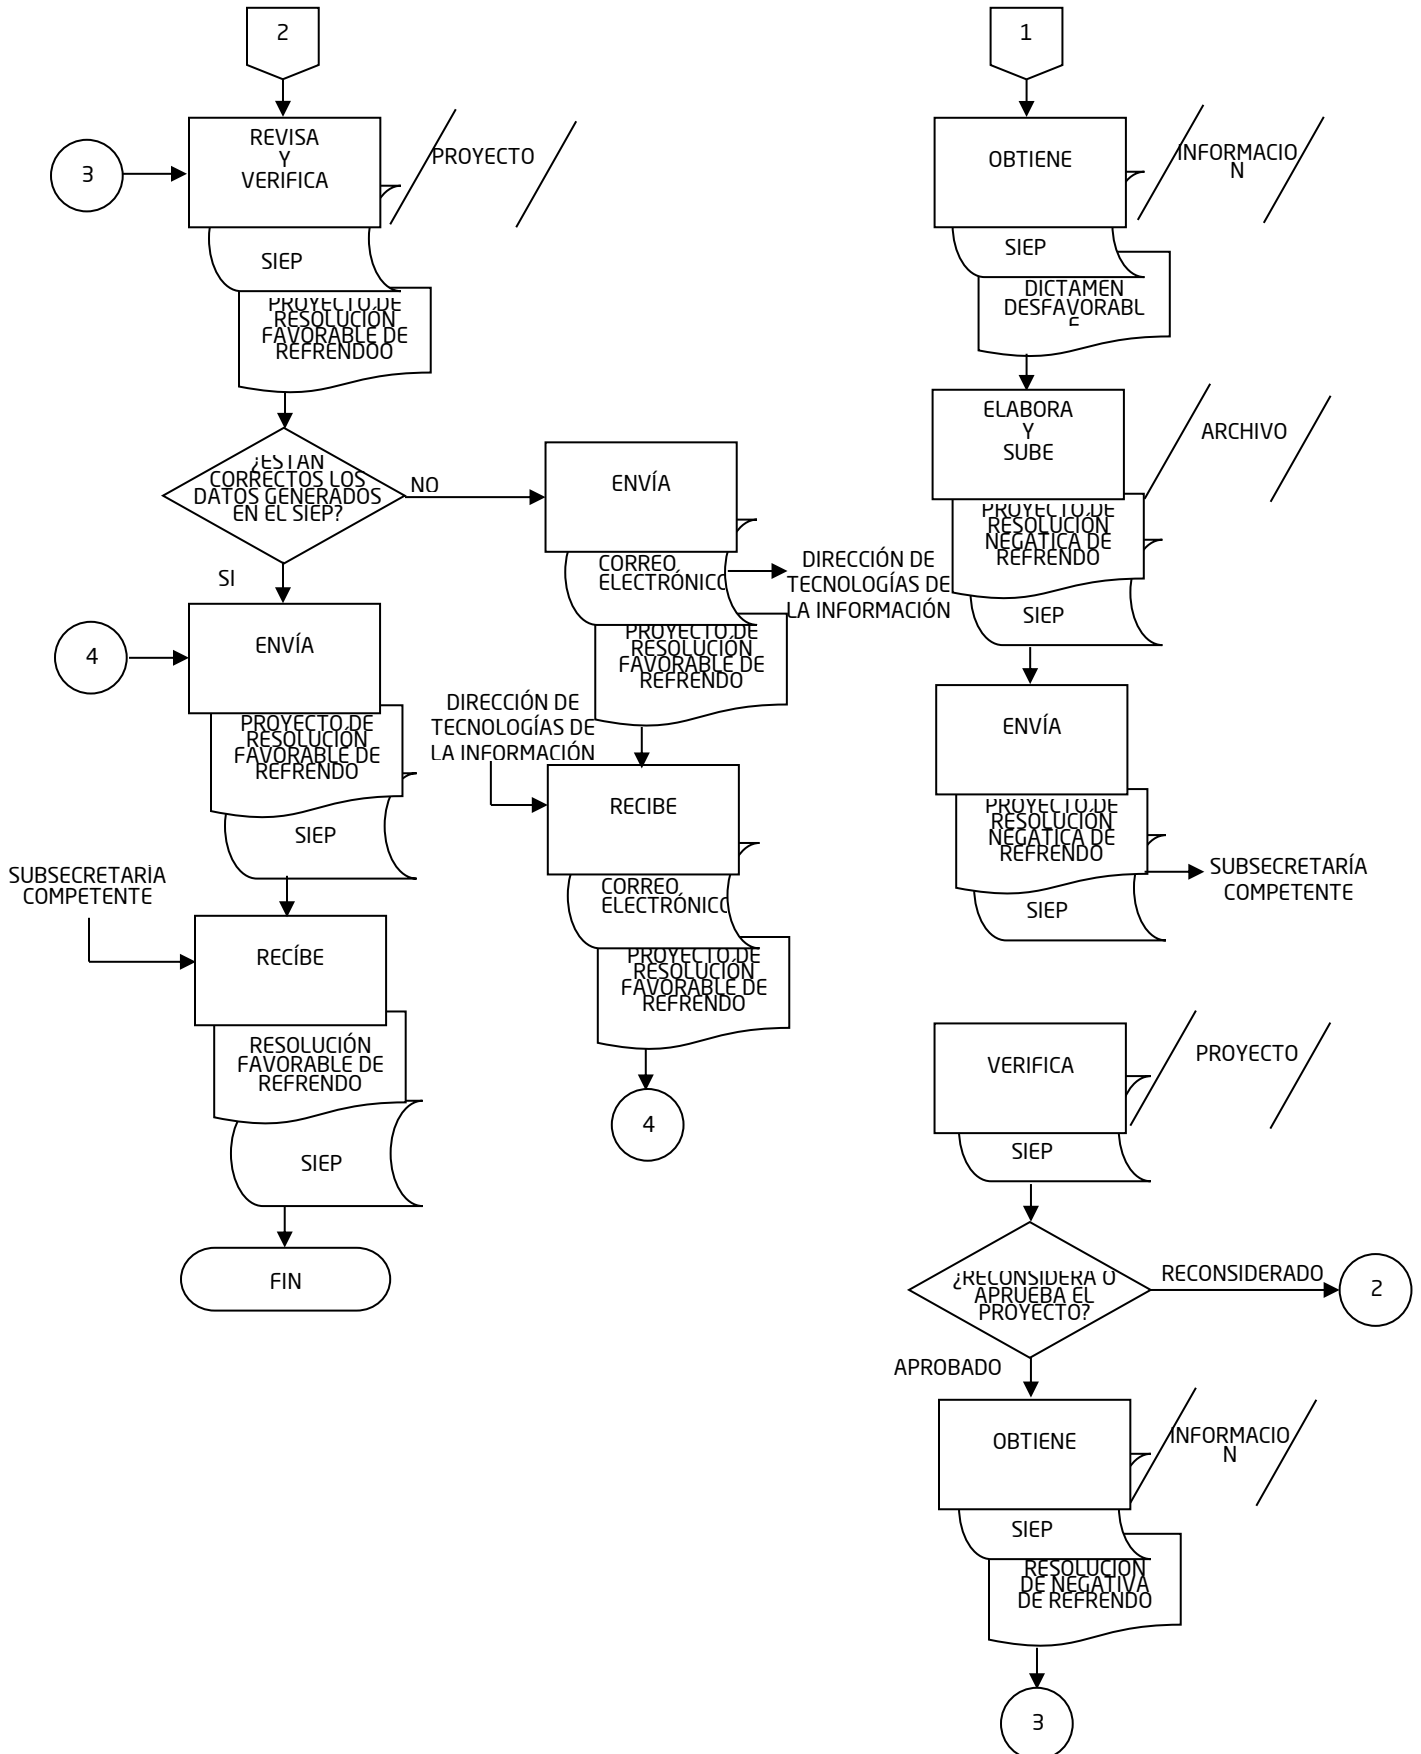 2
3
REVISA
Y
VERIFICA
PROYECTO
SIEP
PROYECTO DE
RESOLUCIÓN
FAVORABLE DE
REFRENDOO
¿ESTAN
CORRECTOS LOS
DATOS GENERADOS
EN EL SIEP?
NO
SI
4
ENVÍA
PROYECTO DE
RESOLUCIÓN
FAVORABLE DE
REFRENDO
SIEP
SUBSECRETARÍA
COMPETENTE
RECÍBE
RESOLUCIÓN
FAVORABLE DE
REFRENDO
SIEP
FIN
ENVÍA
CORREO
ELECTRÓNICO
DIRECCIÓN DE
TECNOLOGÍAS DE
LA INFORMACIÓN
PROYECTO DE
RESOLUCIÓN
FAVORABLE DE
REFRENDO
DIRECCIÓN DE
TECNOLOGÍAS DE
LA INFORMACIÓN
RECIBE
CORREO
ELECTRÓNICO
PROYECTO DE
RESOLUCIÓN
FAVORABLE DE
REFRENDO
4
1
OBTIENE
INFORMACIO
N
SIEP
DICTAMEN
DESFAVORABL
E
ELABORA
Y
SUBE
ARCHIVO
PROYECTO DE
RESOLUCIÓN
NEGATICA DE
REFRENDO
SIEP
ENVÍA
PROYECTO DE
RESOLUCIÓN
NEGATICA DE
REFRENDO
SIEP
SUBSECRETARÍA
COMPETENTE
VERIFICA
PROYECTO
SIEP
¿RECONSIDERA O
APRUEBA EL
PROYECTO?
RECONSIDERADO
2
APROBADO
OBTIENE
INFORMACIO
N
SIEP
RESOLUCION
DE NEGATIVA
DE REFRENDO
3